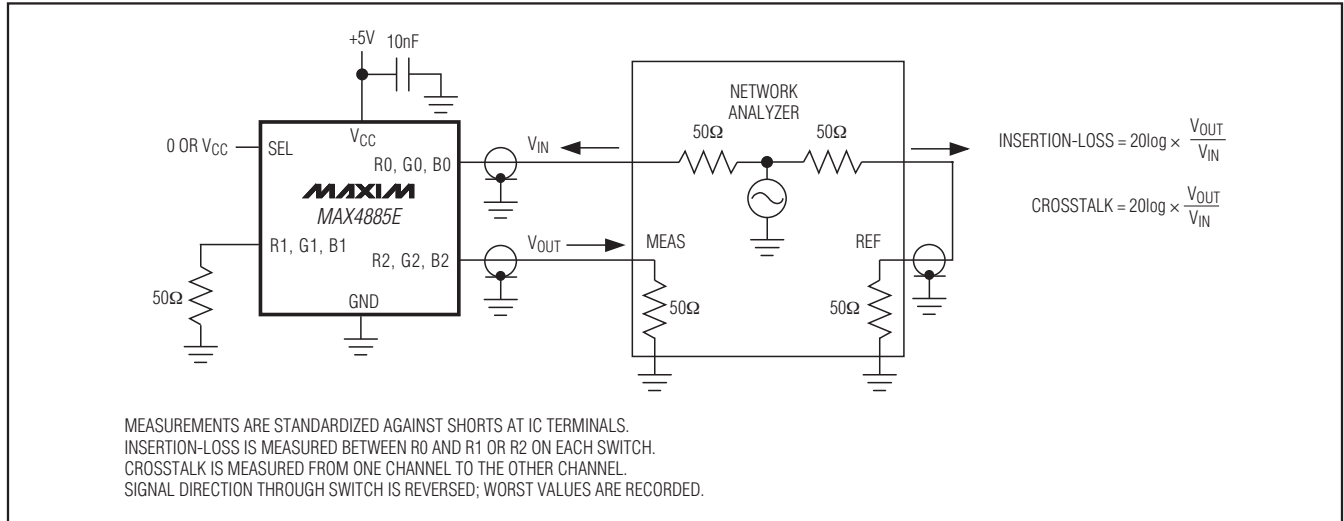 +5V
10nF
NETWORK
ANALYZER
50Ω
50Ω
0 OR VCC
SEL
VCC
R0, G0, B0
VIN
INSERTION-LOSS = 20log × VOUT
VIN
MAXIM
MAX4885E
CROSSTALK = 20log × VOUT
VIN
R1, G1, B1
R2, G2, B2
VOUT
MEAS
REF
50Ω
GND
50Ω
50Ω
MEASUREMENTS ARE STANDARDIZED AGAINST SHORTS AT IC TERMINALS.
INSERTION-LOSS IS MEASURED BETWEEN R0 AND R1 OR R2 ON EACH SWITCH.
CROSSTALK IS MEASURED FROM ONE CHANNEL TO THE OTHER CHANNEL.
SIGNAL DIRECTION THROUGH SWITCH IS REVERSED; WORST VALUES ARE RECORDED.